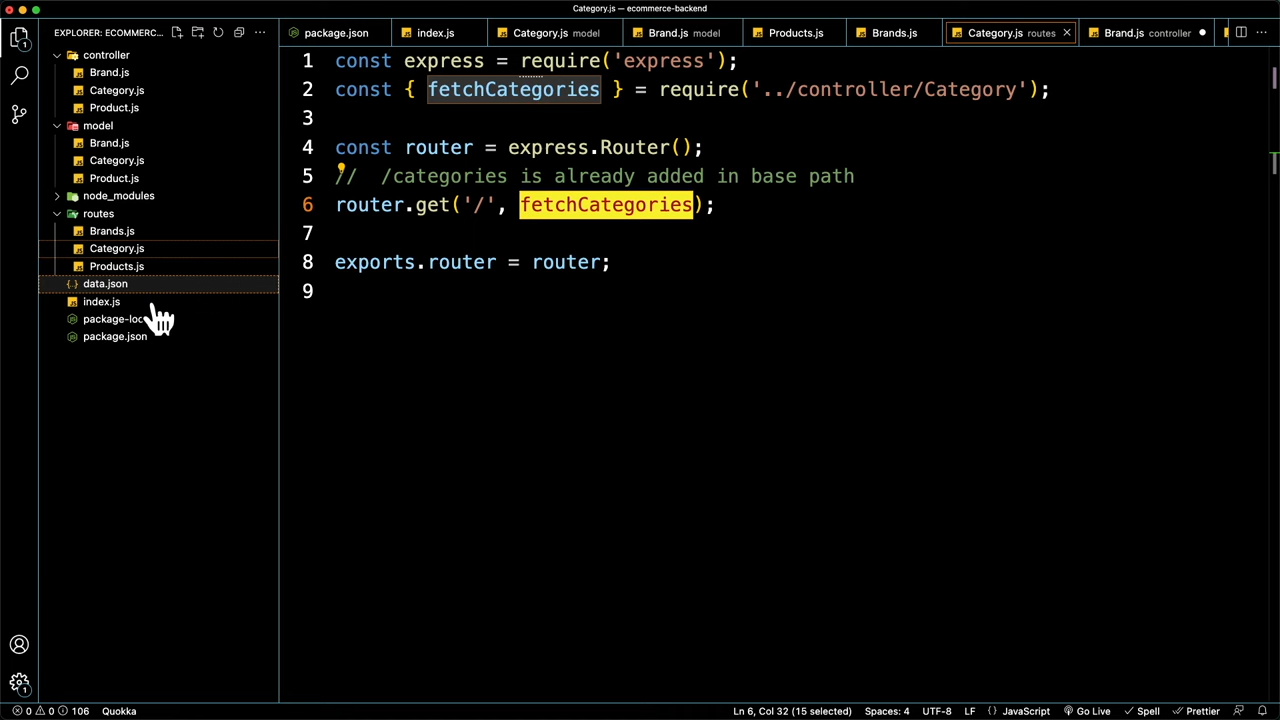 Category.js — ecommerce-backend
EXPLORER: ECOMMERC...
package.json
index.js
Category.js model
Brand.js model
Products.js
Brands.js
Category.js routes
Brand.js controller
controller
Brand.js
Category.js
Product.js
model
Brand.js
Category.js
Product.js
node_modules
routes
Brands.js
Category.js
Products.js
data.json
index.js
package-loc
package.json
1 const express = require('express');
2 const { fetchCategories } = require('../controller/Category');
3
4 const router = express.Router();
5 // /categories is already added in base path
6 router.get('/', fetchCategories);
7
8 exports.router = router;
9
0 0 106 Quokka
Ln 6, Col 32 (15 selected) Spaces: 4 UTF-8 LF {} JavaScript Go Live Spell Prettier